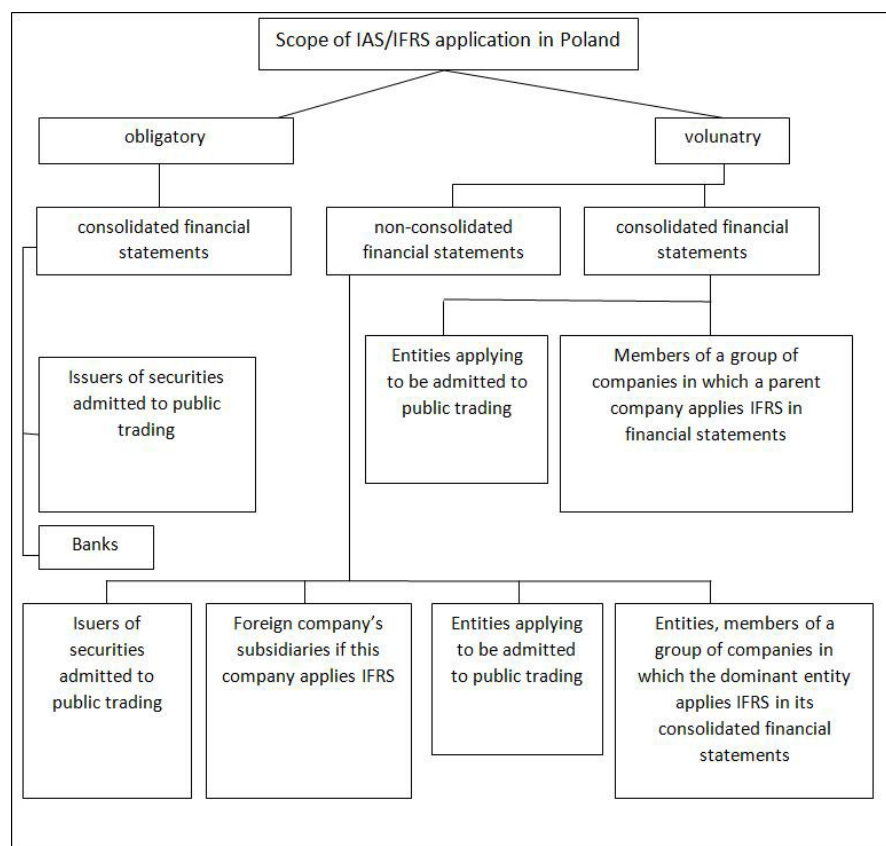 Scope of IAS/IFRS application in Poland
obligatory
volunatry
consolidated financial
statements
non-consolidated
financial statements
consolidated financial
statements
Issuers of securities
admitted to public
trading
Entities applying
to be admitted to
public trading
Members of a group of
companies in which a parent
company applies IFRS in
financial statements
Banks
Isuers of
securities
admitted to
public trading
Foreign company’s
subsidiaries if this
company applies IFRS
Entities applying
to be admitted
to public trading
Entities, members of a
group of companies in
which the dominant entity
applies IFRS in its
consolidated financial
statements